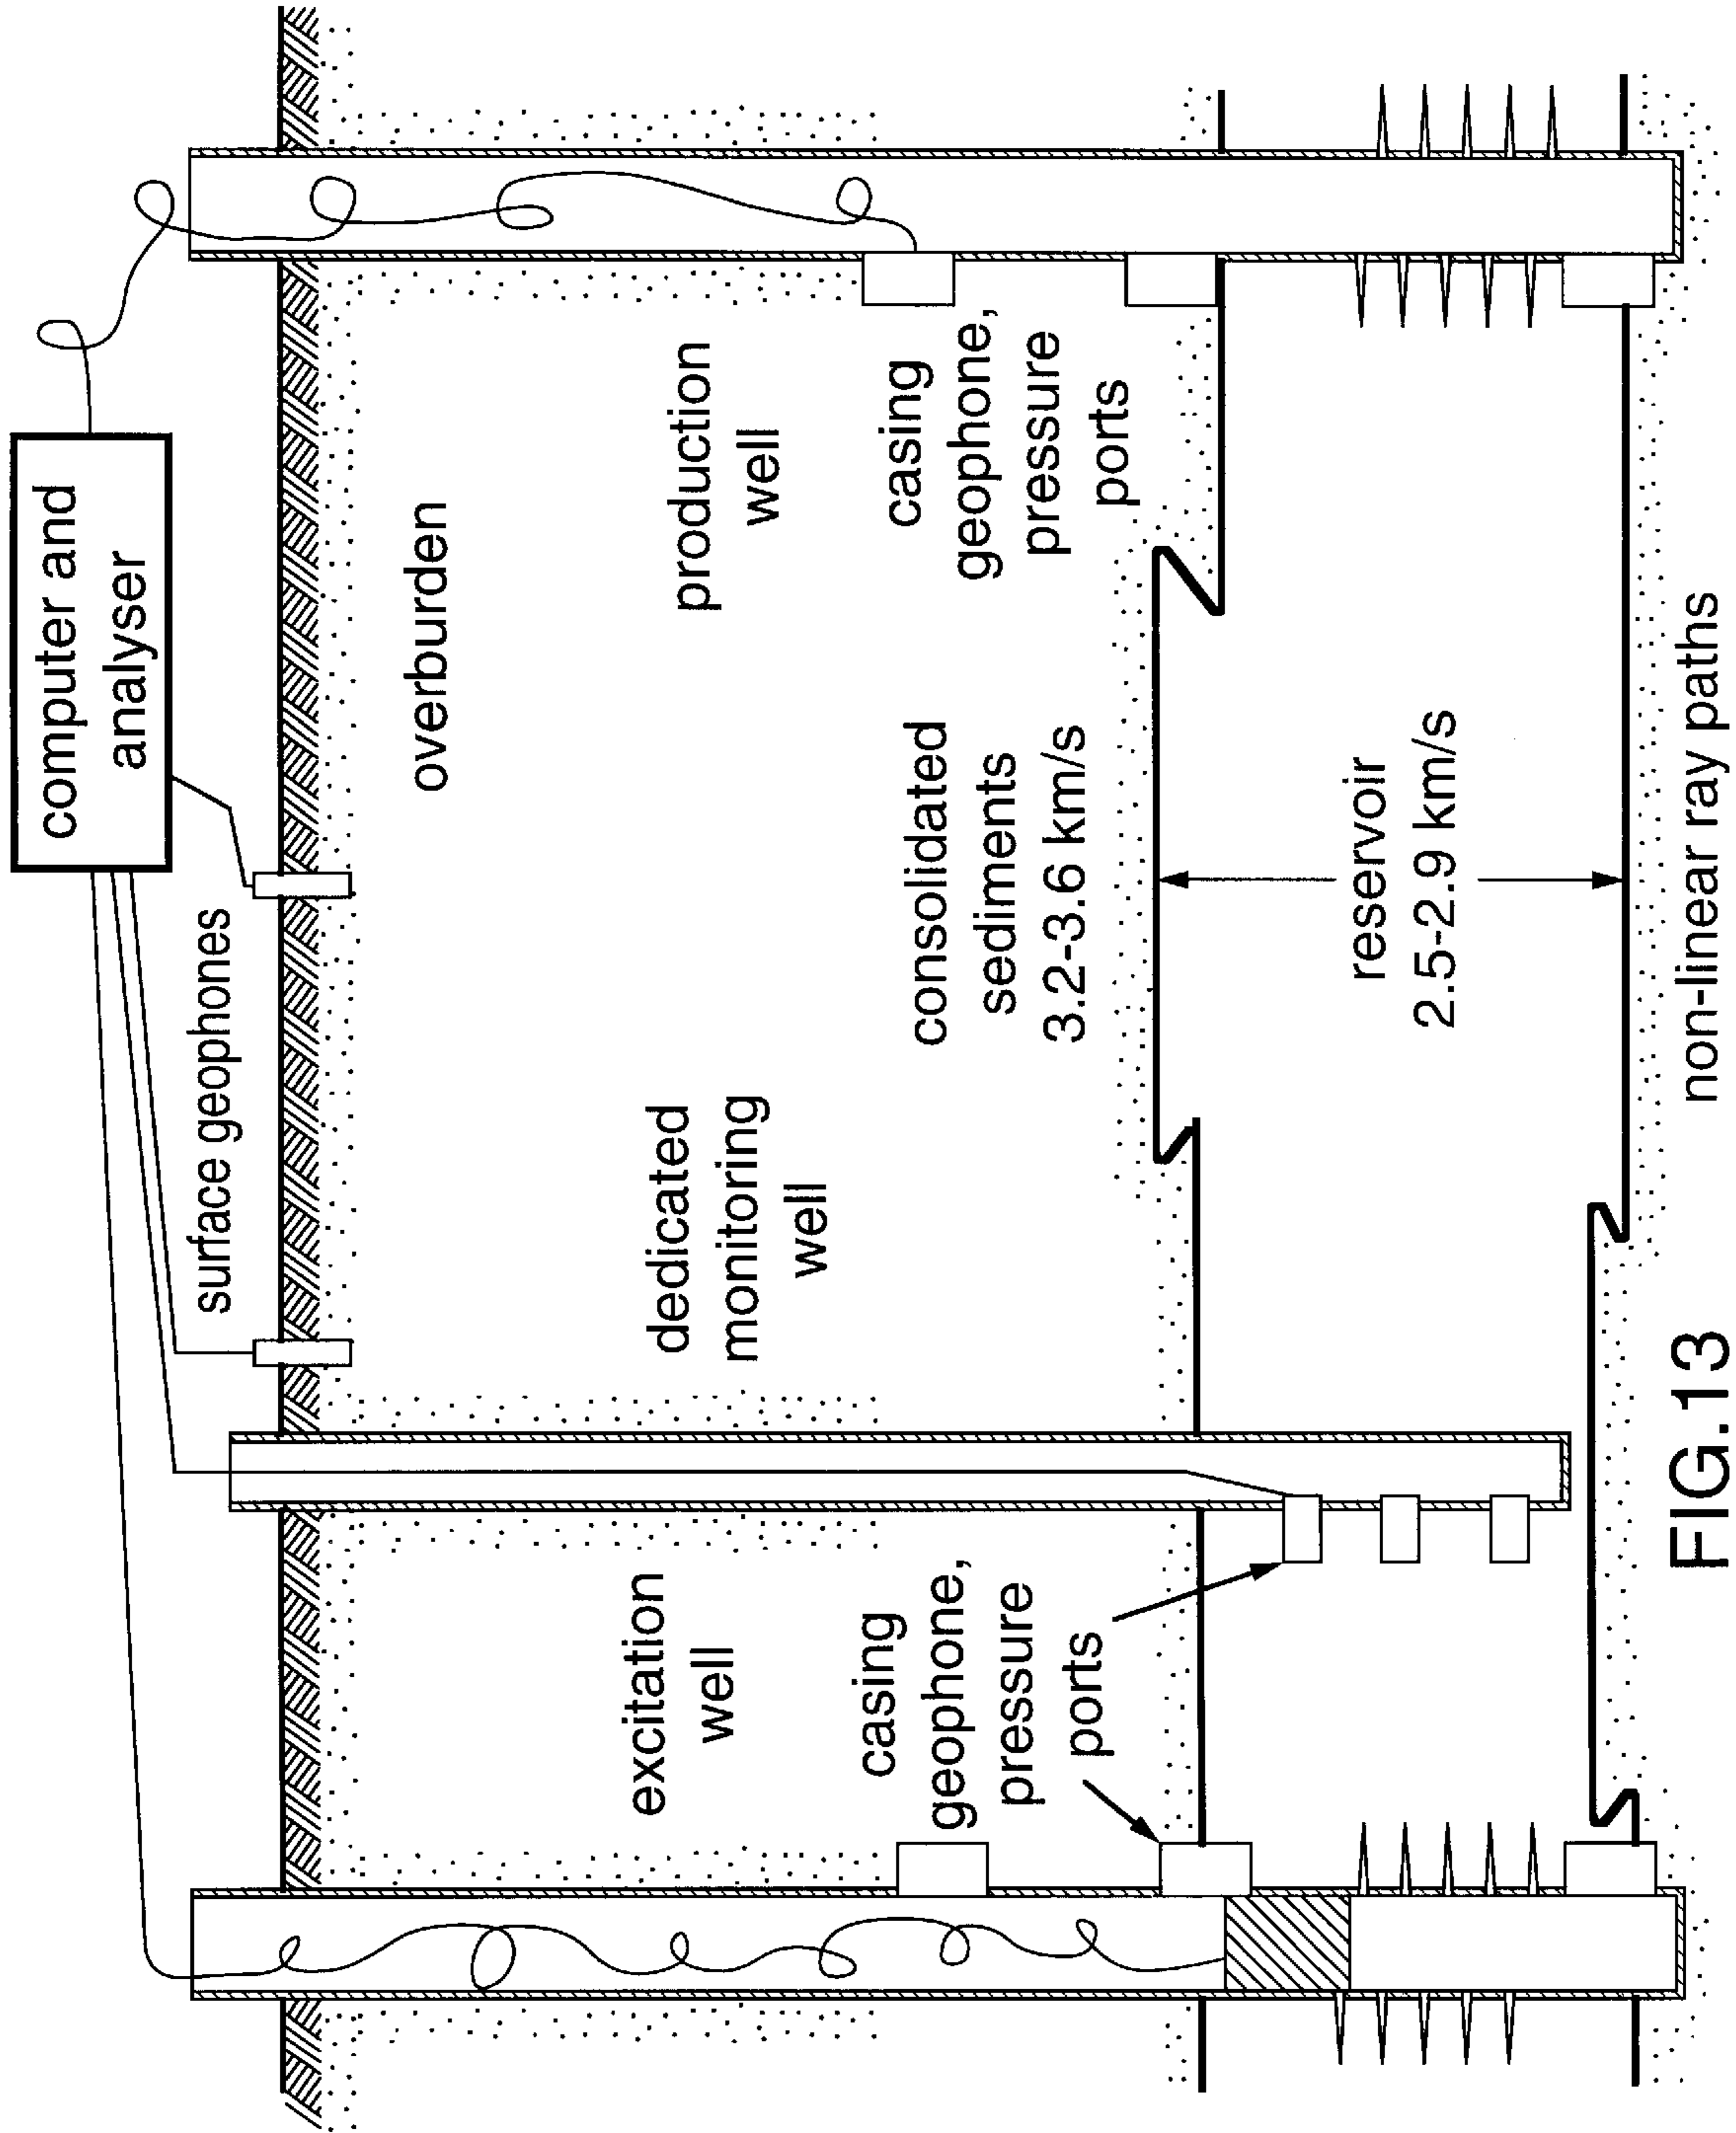 computer and
analyser
surface geophones
overburden
excitation
well
dedicated
monitoring
well
production
well
casing
geophone,
pressure
ports
consolidated
sediments
3.2-3.6 km/s
casing
geophone,
pressure
ports
reservoir
2.5-2.9 km/s
non-linear ray paths
FIG.13